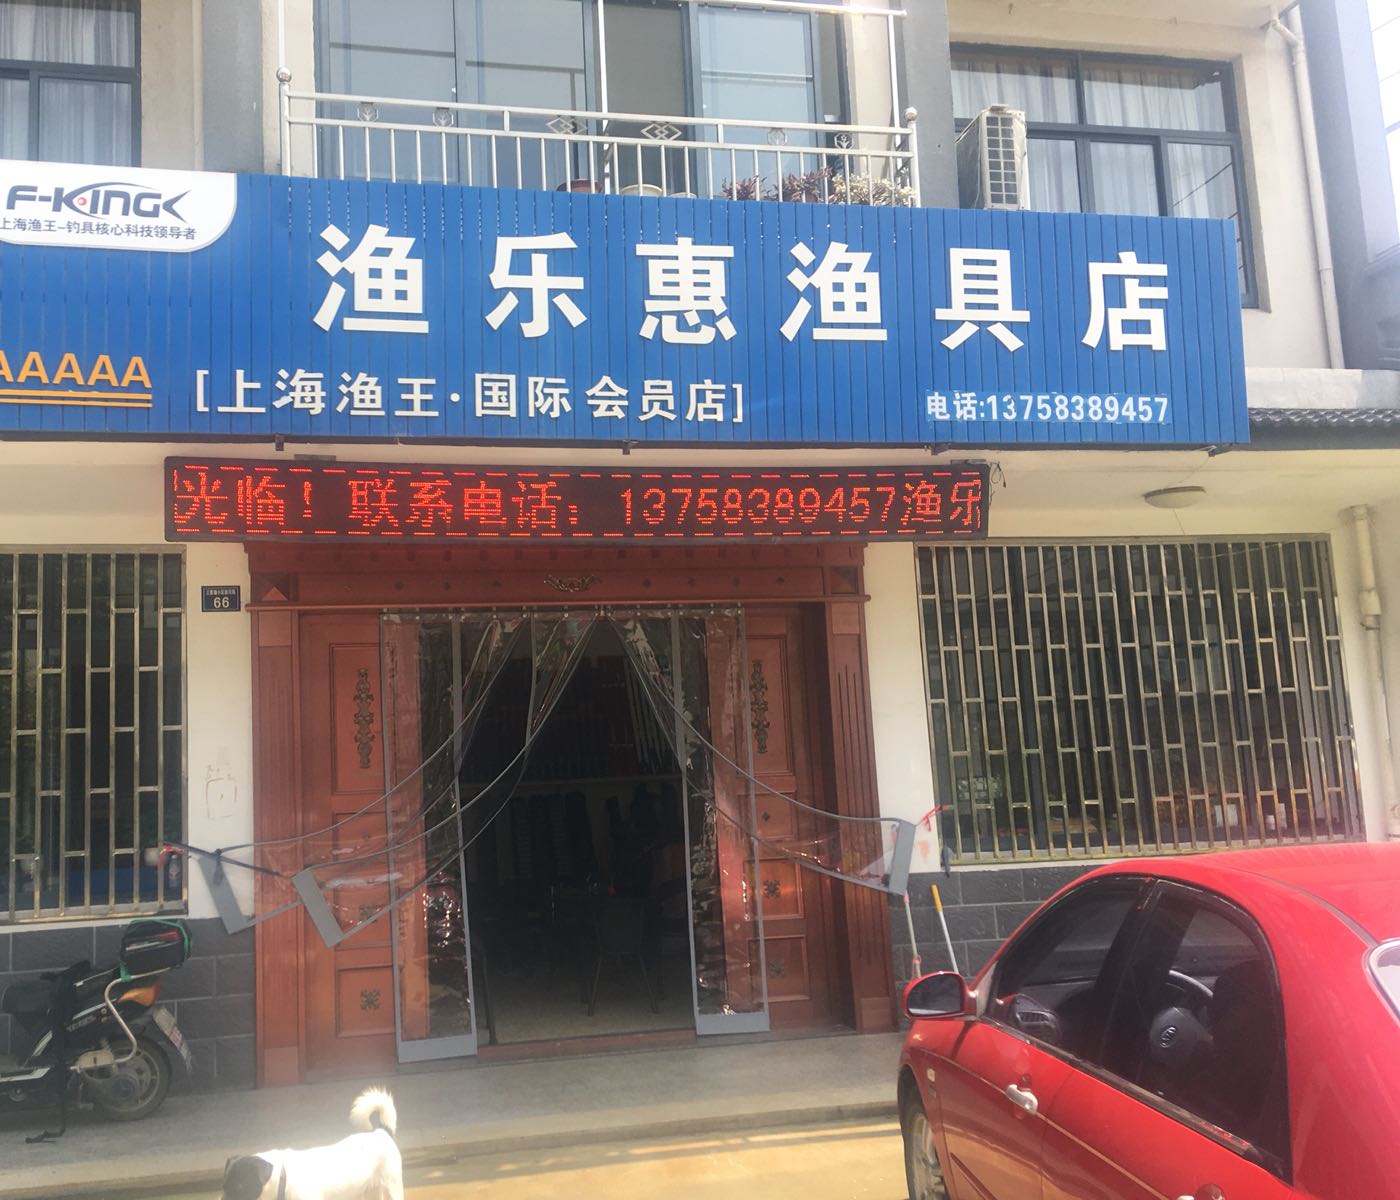 F-KING
上海渔王-钓具核心科技领导者
渔乐惠渔具店
AAAAA
[上海渔王·国际会员店]
电话:13758389457
光临！联系电话：13758389457渔乐
66